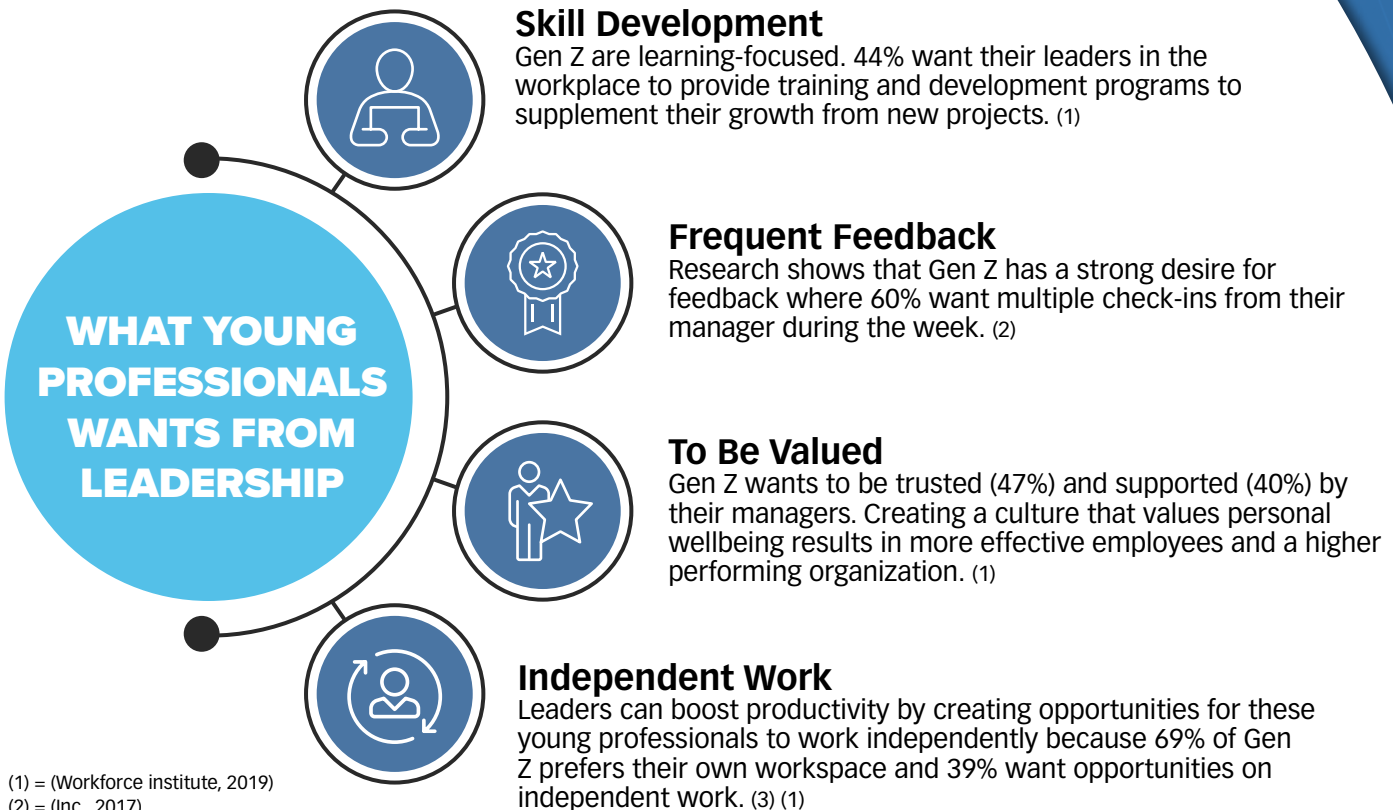 Skill Development
Gen Z are learning-focused. 44% want their leaders in the
workplace to provide training and development programs to
supplement their growth from new projects. (1)
Frequent Feedback
Research shows that Gen Z has a strong desire for
feedback where 60% want multiple check-ins from their
manager during the week. (2)
WHAT YOUNG
PROFESSIONALS
WANTS FROM
LEADERSHIP
To Be Valued
Gen Z wants to be trusted (47%) and supported (40%) by
their managers. Creating a culture that values personal
wellbeing results in more effective employees and a higher
performing organization. (1)
Independent Work
Leaders can boost productivity by creating opportunities for these
young professionals to work independently because 69% of Gen
Z prefers their own workspace and 39% want opportunities on
independent work. (3) (1)
(1) = (Workforce institute, 2019)
(2) = (Inc., 2017)